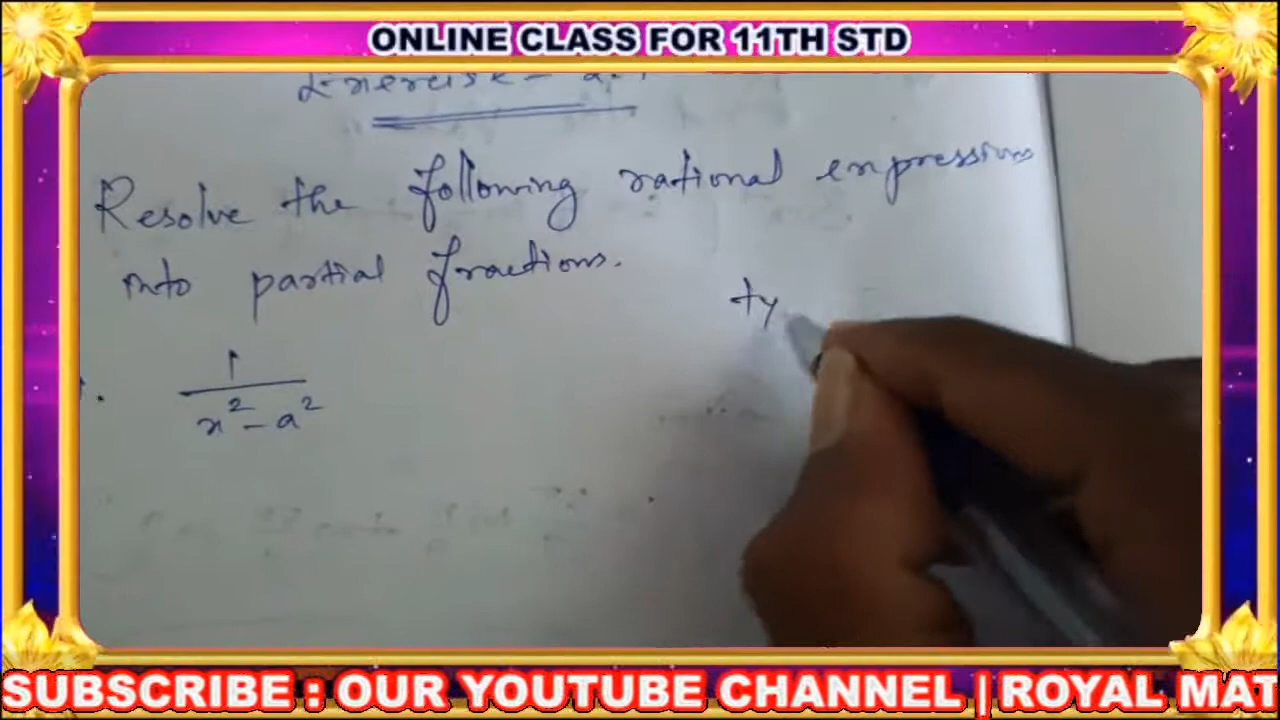 ONLINE CLASS FOR 11TH STD
Resolve the following rational expressions
into partial fractions.
ty
1
x² - a²
SUBSCRIBE : OUR YOUTUBE CHANNEL | ROYAL MAT